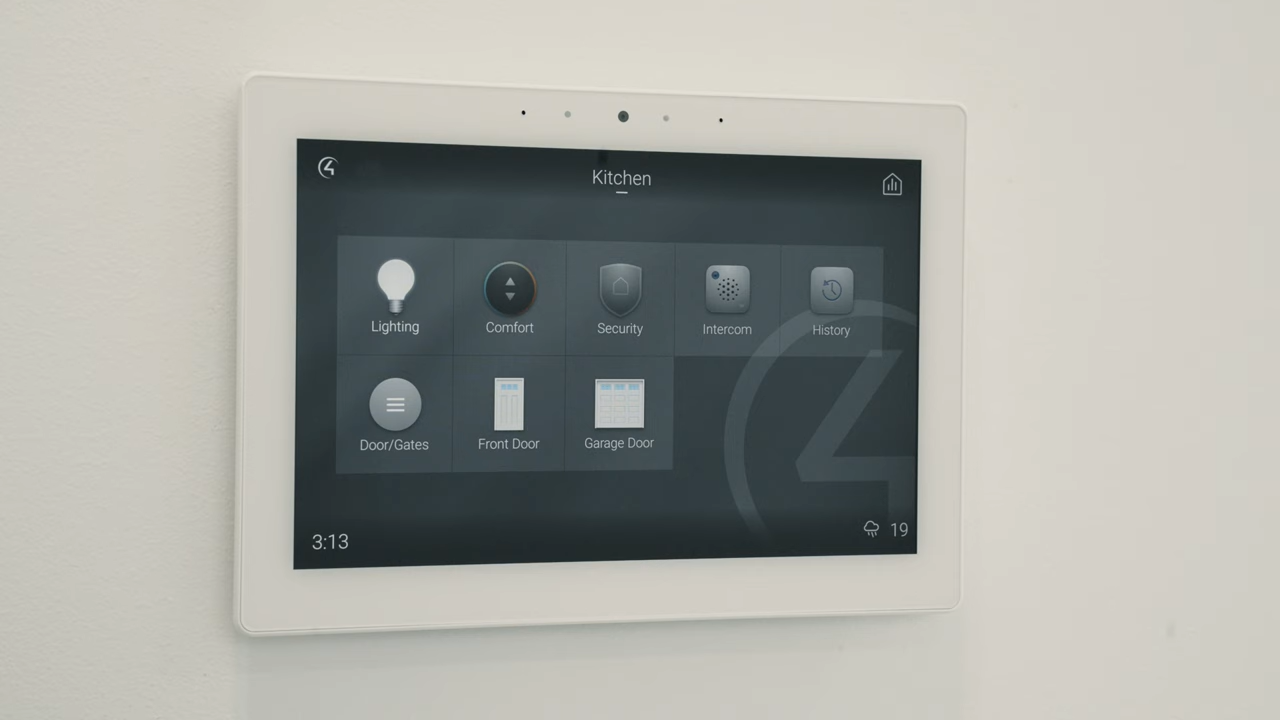 Kitchen
Lighting
Comfort
Security
Intercom
History
Door/Gates
Front Door
Garage Door
3:13
19